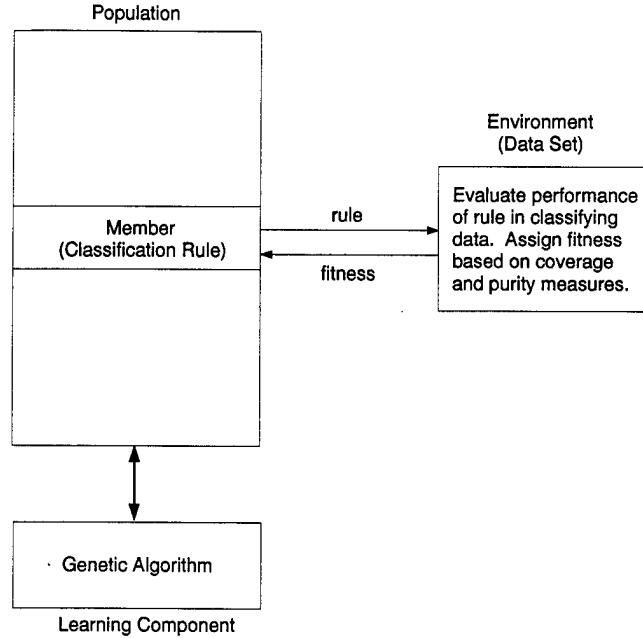 Population
Environment
(Data Set)
Member
(Classification Rule)
rule
fitness
Evaluate performance
of rule in classifying
data. Assign fitness
based on coverage
and purity measures.
Genetic Algorithm
Learning Component